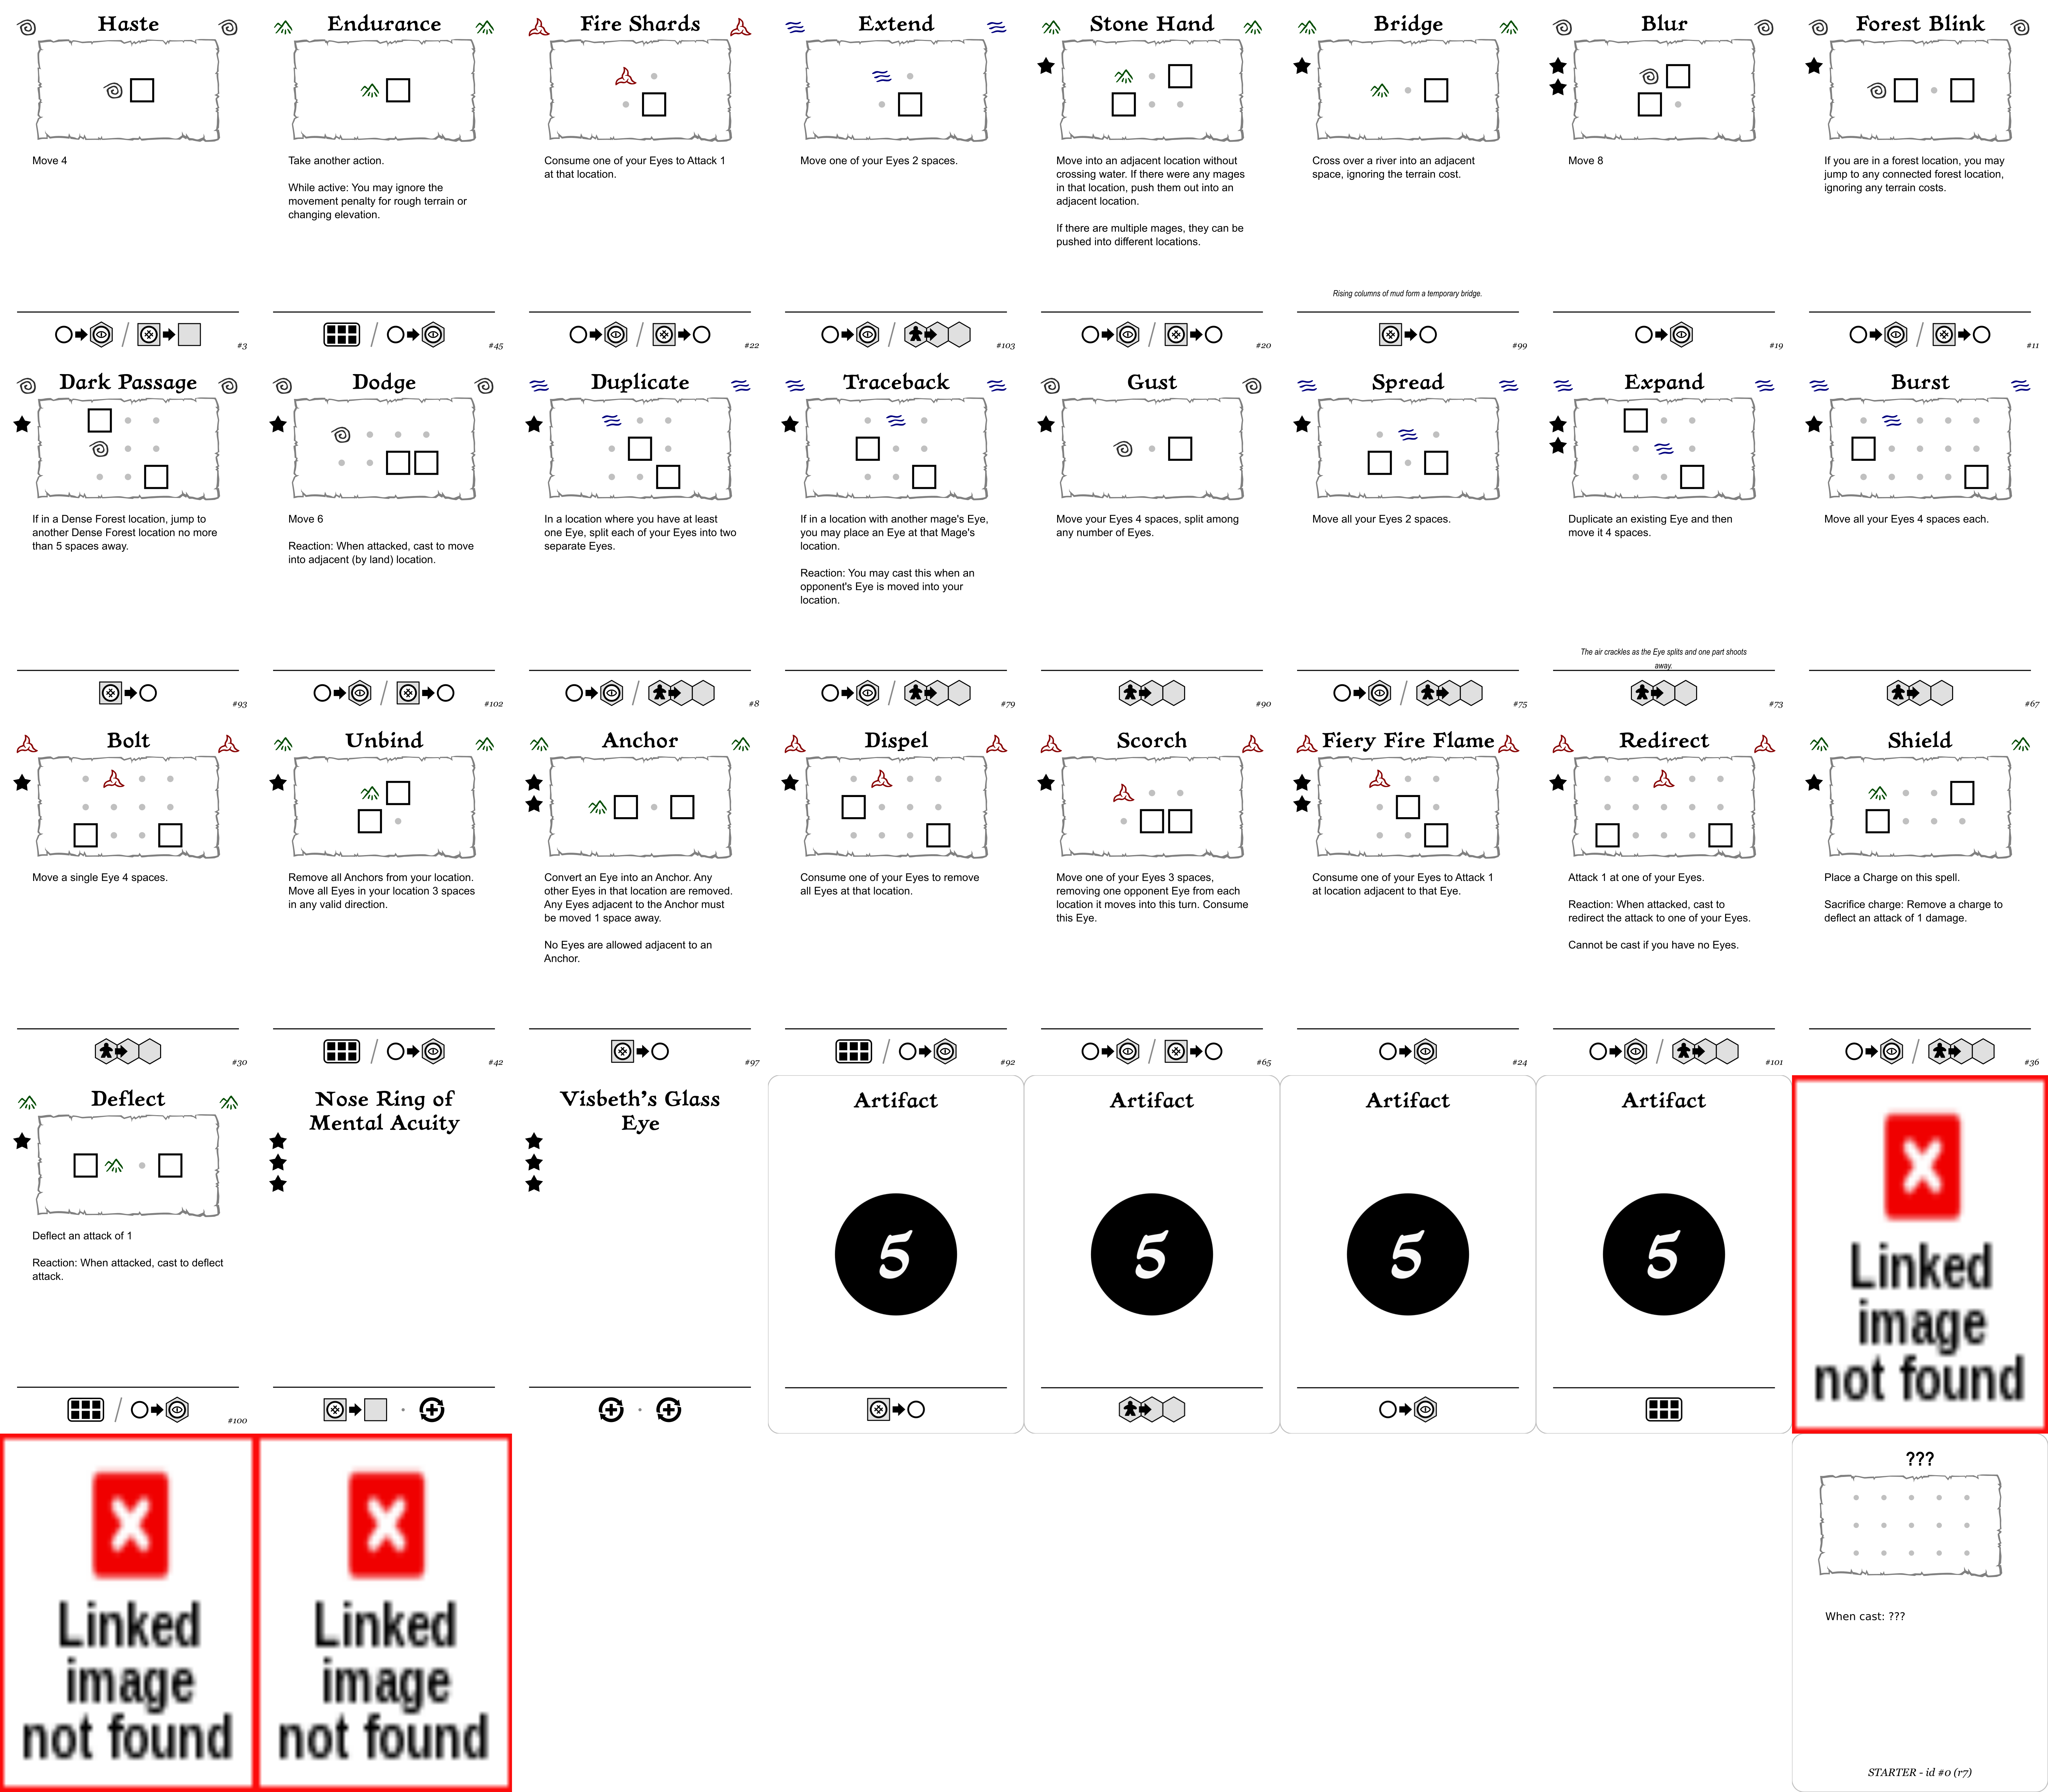 Haste
Move 4
#3
Endurance
Take another action.
While active: You may ignore the
movement penalty for rough terrain or
changing elevation.
#45
Fire Shards
Consume one of your Eyes to Attack 1
at that location.
#22
Extend
Move one of your Eyes 2 spaces.
#103
Stone Hand
Move into an adjacent location without
crossing water. If there were any mages
in that location, push them out into an
adjacent location.
If there are multiple mages, they can be
pushed into different locations.
#20
Bridge
Cross over a river into an adjacent
space, ignoring the terrain cost.
Rising columns of mud form a temporary bridge.
#99
Blur
Move 8
#19
Forest Blink
If you are in a forest location, you may
jump to any connected forest location,
ignoring any terrain costs.
#11
Dark Passage
If in a Dense Forest location, jump to
another Dense Forest location no more
than 5 spaces away.
#93
Dodge
Move 6
Reaction: When attacked, cast to move
into adjacent (by land) location.
#102
Duplicate
In a location where you have at least
one Eye, split each of your Eyes into two
separate Eyes.
#8
Traceback
If in a location with another mage's Eye,
you may place an Eye at that Mage's
location.
Reaction: You may cast this when an
opponent's Eye is moved into your
location.
#79
Gust
Move your Eyes 4 spaces, split among
any number of Eyes.
#90
Spread
Move all your Eyes 2 spaces.
#75
Expand
Duplicate an existing Eye and then
move it 4 spaces.
The air crackles as the Eye splits and one part shoots
away.
#73
Burst
Move all your Eyes 4 spaces each.
#67
Bolt
Move a single Eye 4 spaces.
#30
Unbind
Remove all Anchors from your location.
Move all Eyes in your location 3 spaces
in any valid direction.
#42
Anchor
Convert an Eye into an Anchor. Any
other Eyes in that location are removed.
Any Eyes adjacent to the Anchor must
be moved 1 space away.
No Eyes are allowed adjacent to an
Anchor.
#97
Dispel
Consume one of your Eyes to remove
all Eyes at that location.
#92
Scorch
Move one of your Eyes 3 spaces,
removing one opponent Eye from each
location it moves into this turn. Consume
this Eye.
#65
Fiery Fire Flame
Consume one of your Eyes to Attack 1
at location adjacent to that Eye.
#24
Redirect
Attack 1 at one of your Eyes.
Reaction: When attacked, cast to
redirect the attack to one of your Eyes.
Cannot be cast if you have no Eyes.
#101
Shield
Place a Charge on this spell.
Sacrifice charge: Remove a charge to
deflect an attack of 1 damage.
#36
Deflect
Deflect an attack of 1
Reaction: When attacked, cast to deflect
attack.
#100
Nose Ring of
Mental Acuity
Visbeth's Glass
Eye
Artifact
5
Artifact
5
Artifact
5
Artifact
5
Linked
image
not found
Linked
image
not found
Linked
image
not found
???
When cast: ???
STARTER - id #0 (r7)